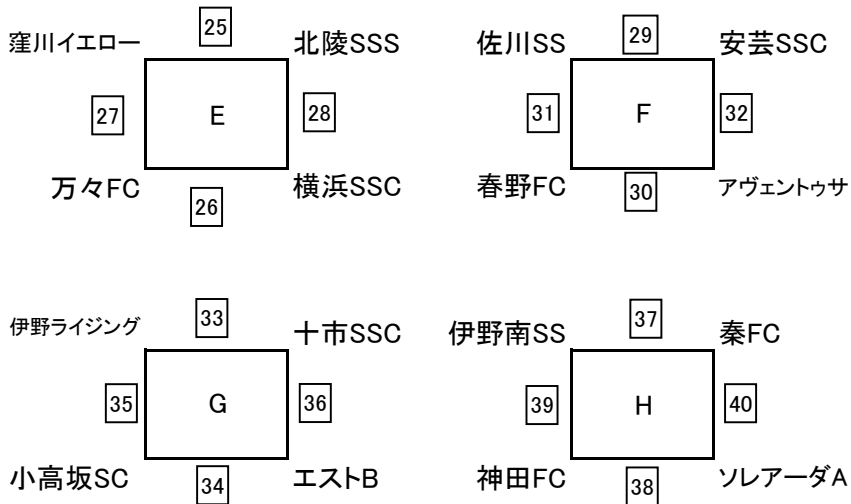 25 29
窪川イエロー 北陵SSS 佐川SS 安芸SSC
27 E 28 31 F 32
万々FC 横浜SSC 春野FC アヴェントゥサ
26 30
33 37
伊野ライジング 十市SSC 伊野南SS 秦FC
35 G 36 39 H 40
小高坂SC エストB 神田FC ソレアーダA
34 38